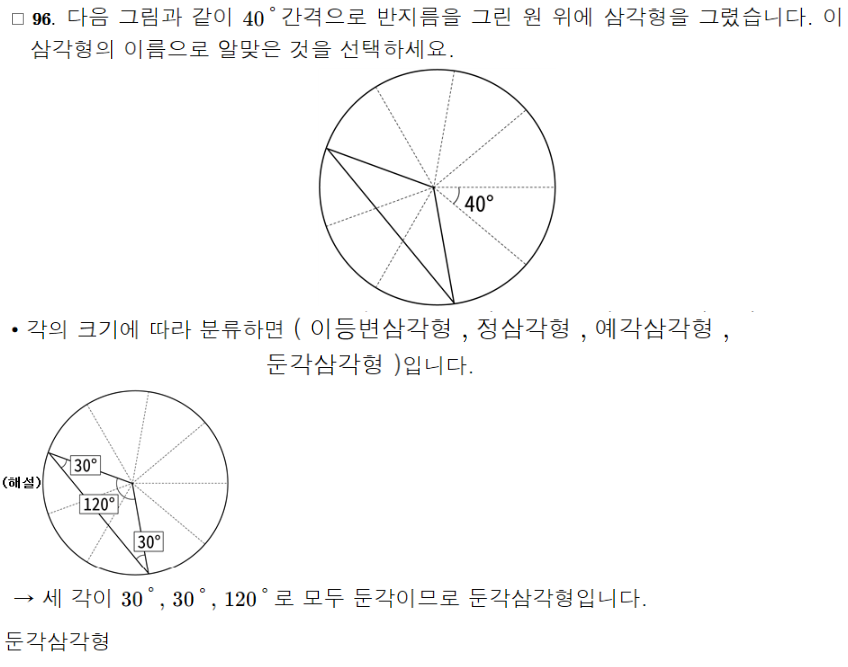 □ 96. 다음 그림과 같이 40°간격으로 반지름을 그린 원 위에 삼각형을 그렸습니다. 이
삼각형의 이름으로 알맞은 것을 선택하세요.
40°
• 각의 크기에 따라 분류하면 ( 이등변삼각형 , 정삼각형 , 예각삼각형 ,
둔각삼각형 )입니다.
30°
(해설)
120°
30°
→ 세 각이 30°, 30°, 120°로 모두 둔각이므로 둔각삼각형입니다.
둔각삼각형